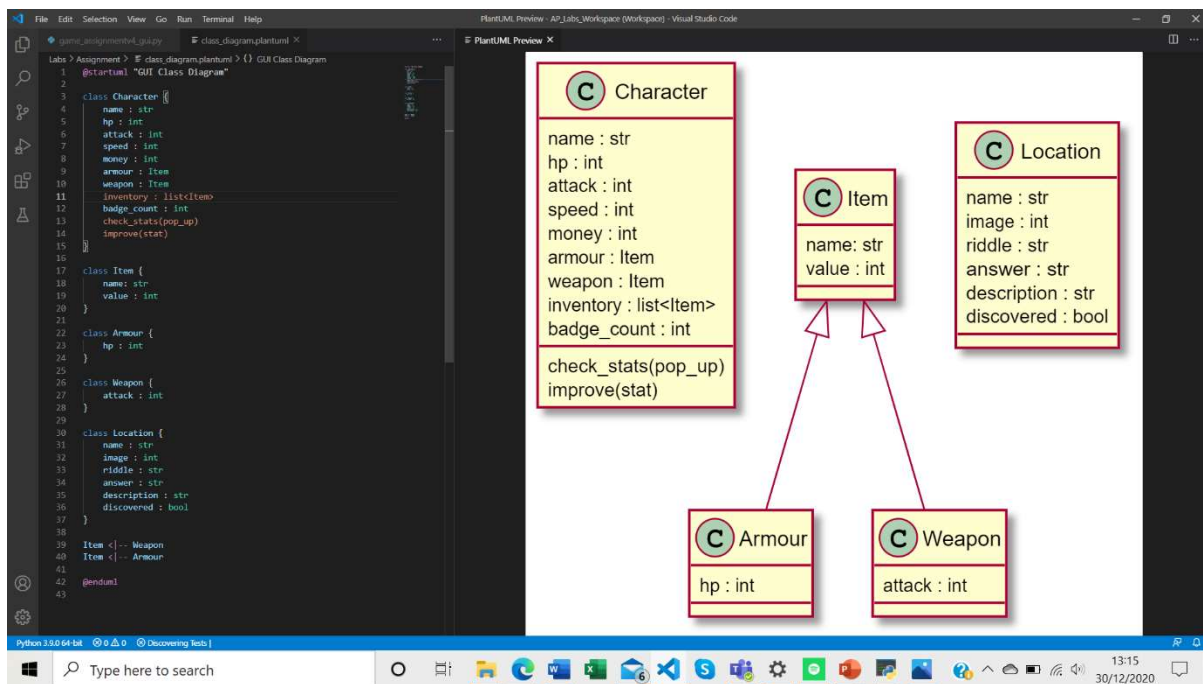 File Edit Selection View Go Run Terminal Help
PlantUML Preview - AP_Labs_Workspace (Workspace) - Visual Studio Code
game_assignmentv4_gui.py
class_diagram.plantuml
PlantUML Preview
Labs > Assignment > class_diagram.plantuml > {} GUI Class Diagram
1 @startuml "GUI Class Diagram"
2
3 class Character {
4 name : str
5 hp : int
6 attack : int
7 speed : int
8 money : int
9 armour : Item
10 weapon : Item
11 inventory : list<Item>
12 badge_count : int
13 check_stats(pop_up)
14 improve(stat)
15 }
16
17 class Item {
18 name: str
19 value : int
20 }
21
22 class Armour {
23 hp : int
24 }
25
26 class Weapon {
27 attack : int
28 }
29
30 class Location {
31 name : str
32 image : int
33 riddle : str
34 answer : str
35 description : str
36 discovered : bool
37 }
38
39 Item <|-- Weapon
40 Item <|-- Armour
41
42 @enduml
43
C Character
name : str
hp : int
attack : int
speed : int
money : int
armour : Item
weapon : Item
inventory : list<Item>
badge_count : int
check_stats(pop_up)
improve(stat)
C Item
name: str
value : int
C Location
name : str
image : int
riddle : str
answer : str
description : str
discovered : bool
C Armour
hp : int
C Weapon
attack : int
Python 3.9.0 64-bit 0 0 Discovering Tests
Type here to search
6
13:15
30/12/2020